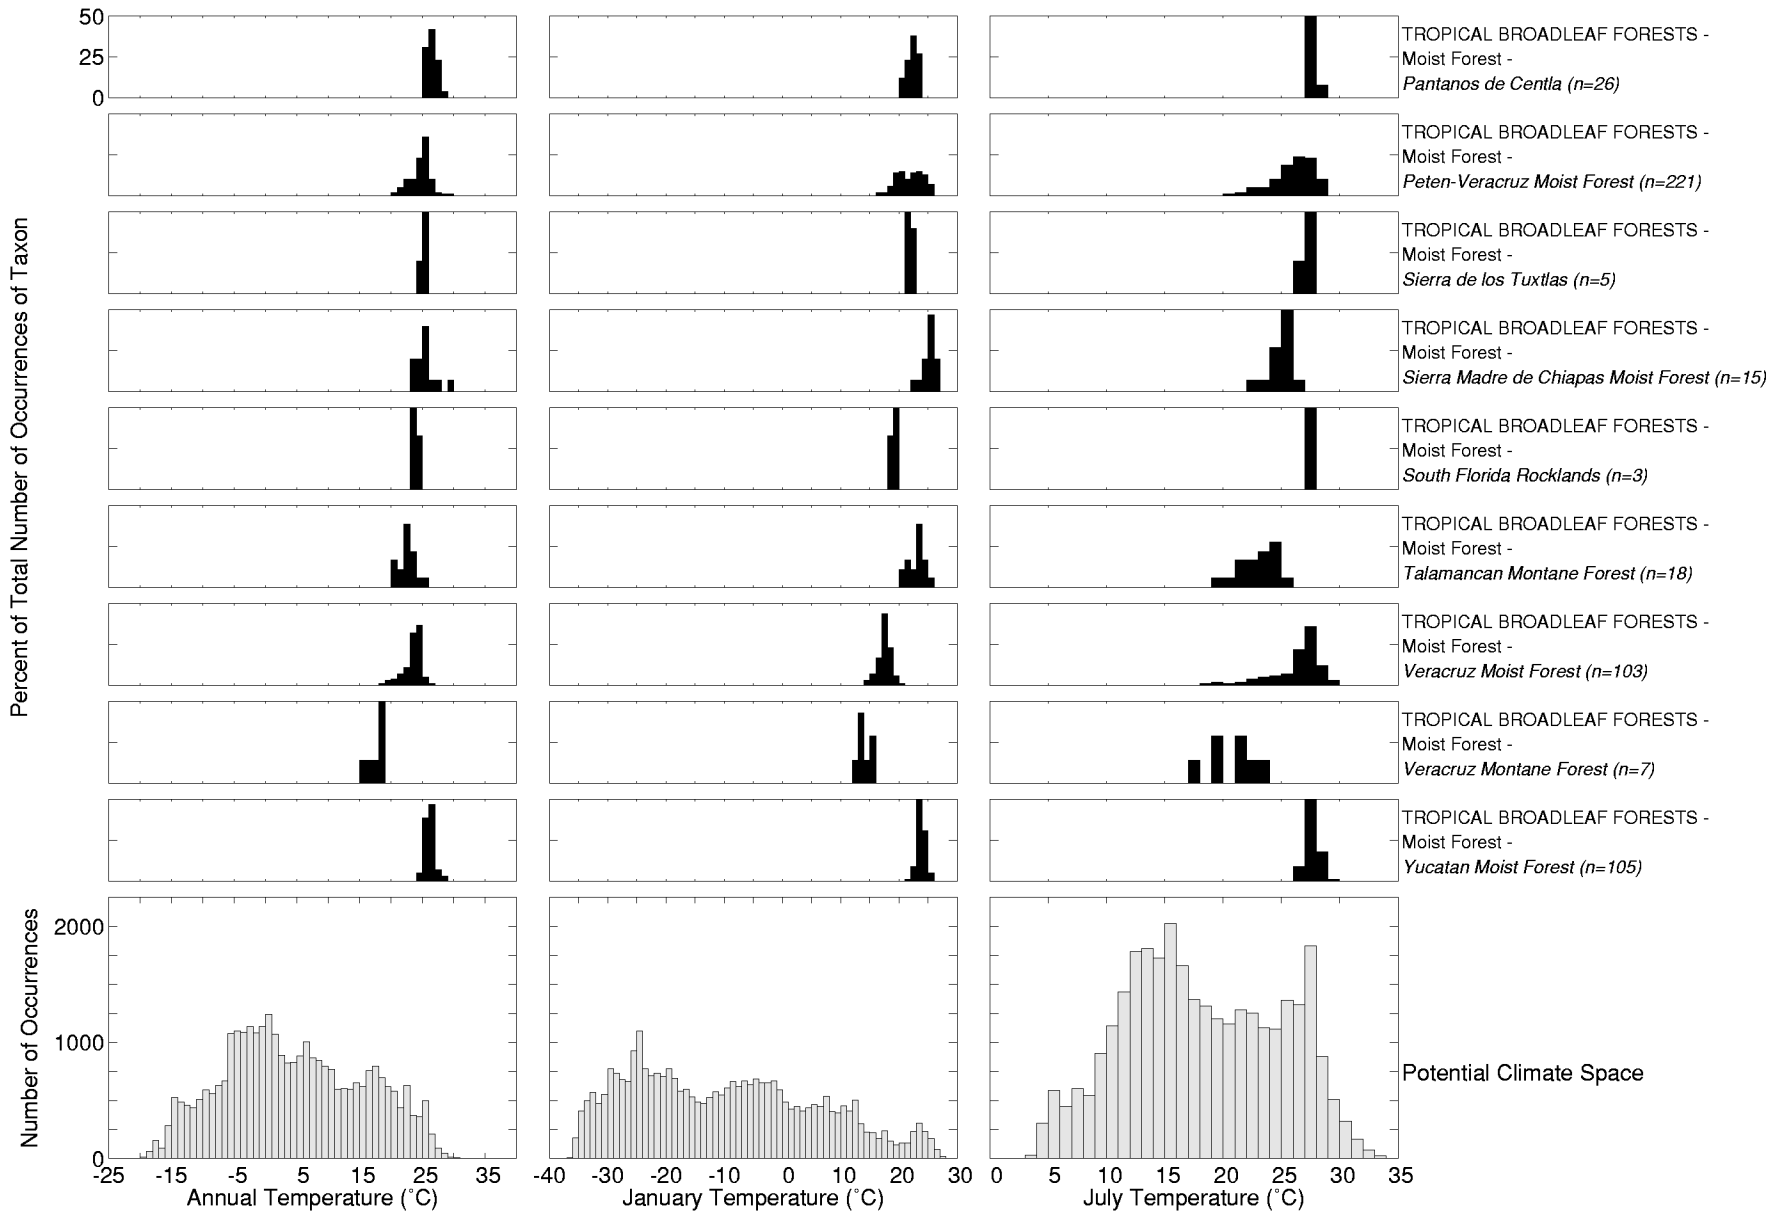 50
25
0
TROPICAL BROADLEAF FORESTS -
Moist Forest -
Pantanos de Centla (n=26)
TROPICAL BROADLEAF FORESTS -
Moist Forest -
Peten-Veracruz Moist Forest (n=221)
TROPICAL BROADLEAF FORESTS -
Moist Forest -
Sierra de los Tuxtlas (n=5)
TROPICAL BROADLEAF FORESTS -
Moist Forest -
Sierra Madre de Chiapas Moist Forest (n=15)
TROPICAL BROADLEAF FORESTS -
Moist Forest -
South Florida Rocklands (n=3)
TROPICAL BROADLEAF FORESTS -
Moist Forest -
Talamancan Montane Forest (n=18)
TROPICAL BROADLEAF FORESTS -
Moist Forest -
Veracruz Moist Forest (n=103)
TROPICAL BROADLEAF FORESTS -
Moist Forest -
Veracruz Montane Forest (n=7)
TROPICAL BROADLEAF FORESTS -
Moist Forest -
Yucatan Moist Forest (n=105)
Percent of Total Number of Occurrences of Taxon
Number of Occurrences
2000
1000
0
Potential Climate Space
-25 -15 -5 5 15 25 35
Annual Temperature (˚C)
-40 -30 -20 -10 0 10 20 30
January Temperature (˚C)
0 5 10 15 20 25 30 35
July Temperature (˚C)